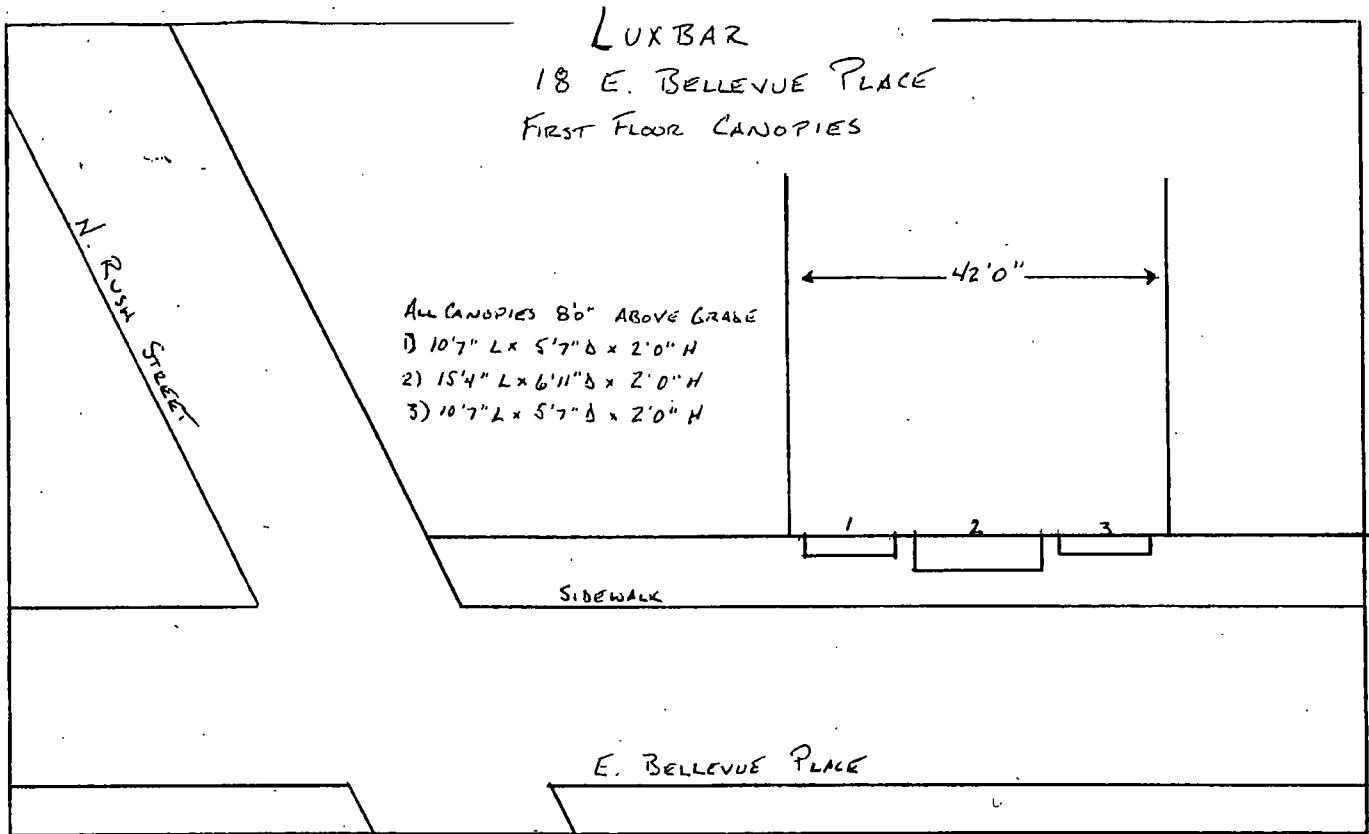 LUXBAR
18 E. BELLEVUE PLACE
FIRST FLOOR CANOPIES
N. RUSH STREET
42'0"
ALL CANOPIES 8'0" ABOVE GRADE
1) 10'7" L x 5'7" D x 2'0" H
2) 15'4" L x 6'11" D x 2'0" H
3) 10'7" L x 5'7" D x 2'0" H
1 2 3
SIDEWALK
E. BELLEVUE PLACE